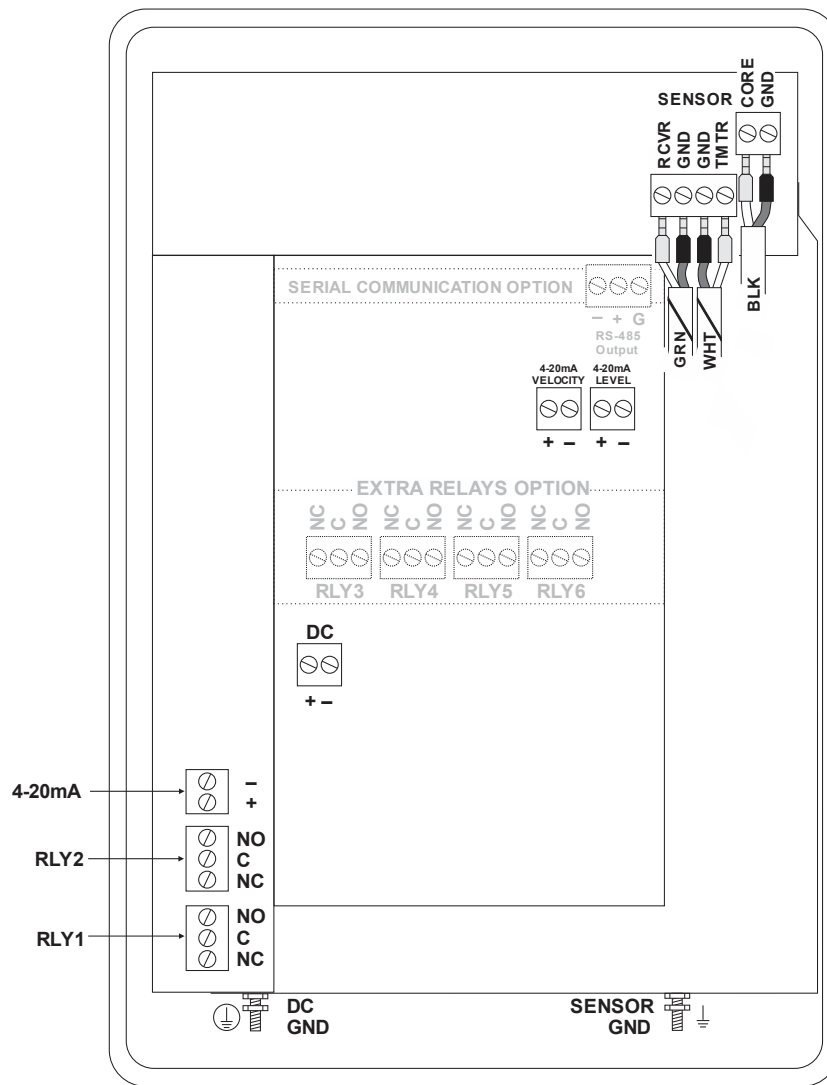 SENSOR
CORE
GND
RCVR
GND
GND
TMTR
SERIAL COMMUNICATION OPTION
– + G
RS-485
Output
GRN
WHT
BLK
4-20mA
VELOCITY
4-20mA
LEVEL
+ –
+ –
EXTRA RELAYS OPTION
NC C NO
NC C NO
NC C NO
NC C NO
RLY3 RLY4 RLY5 RLY6
DC
+ –
4-20mA
–
+
RLY2
NO
C
NC
RLY1
NO
C
NC
DC
GND
SENSOR
GND